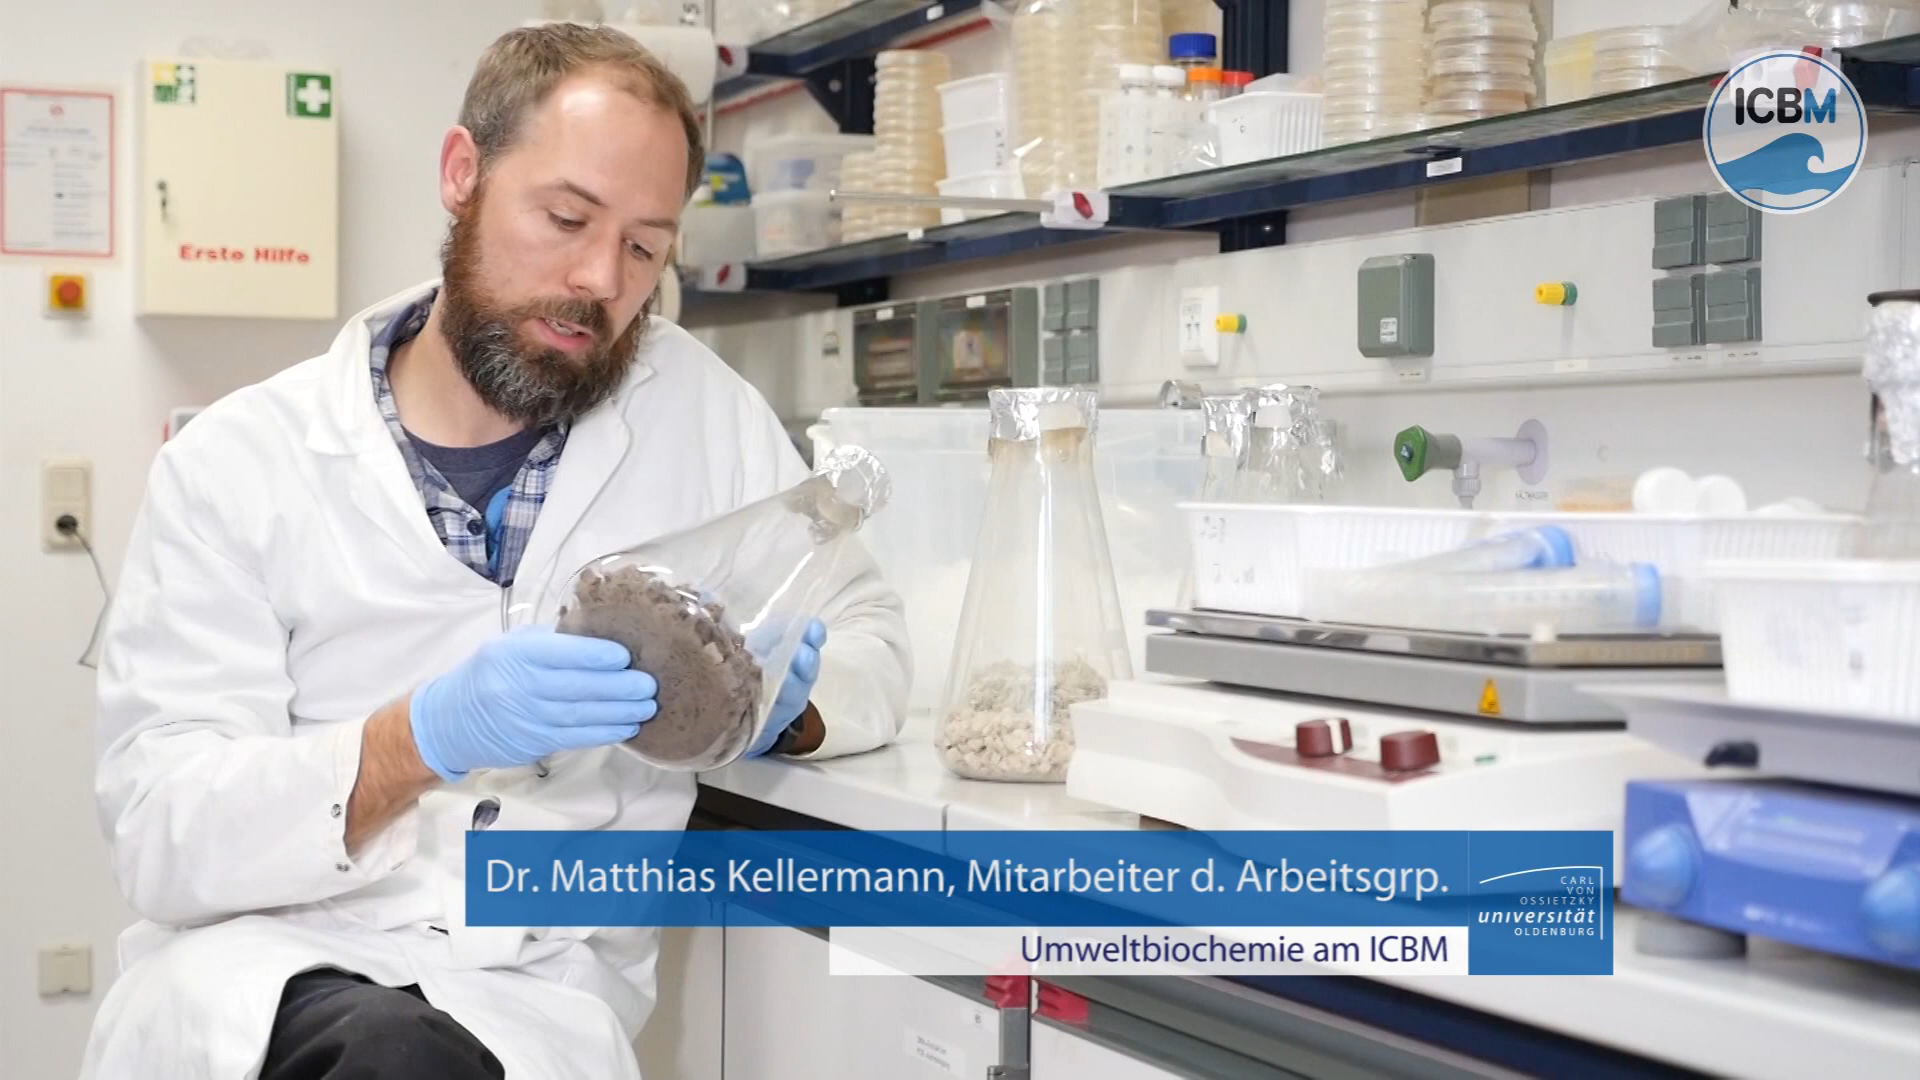 ICBM
Erste Hilfe
Dr. Matthias Kellermann, Mitarbeiter d. Arbeitsgrp.
Umweltbiochemie am ICBM
CARL
VON
OSSIETZKY
universität
OLDENBURG